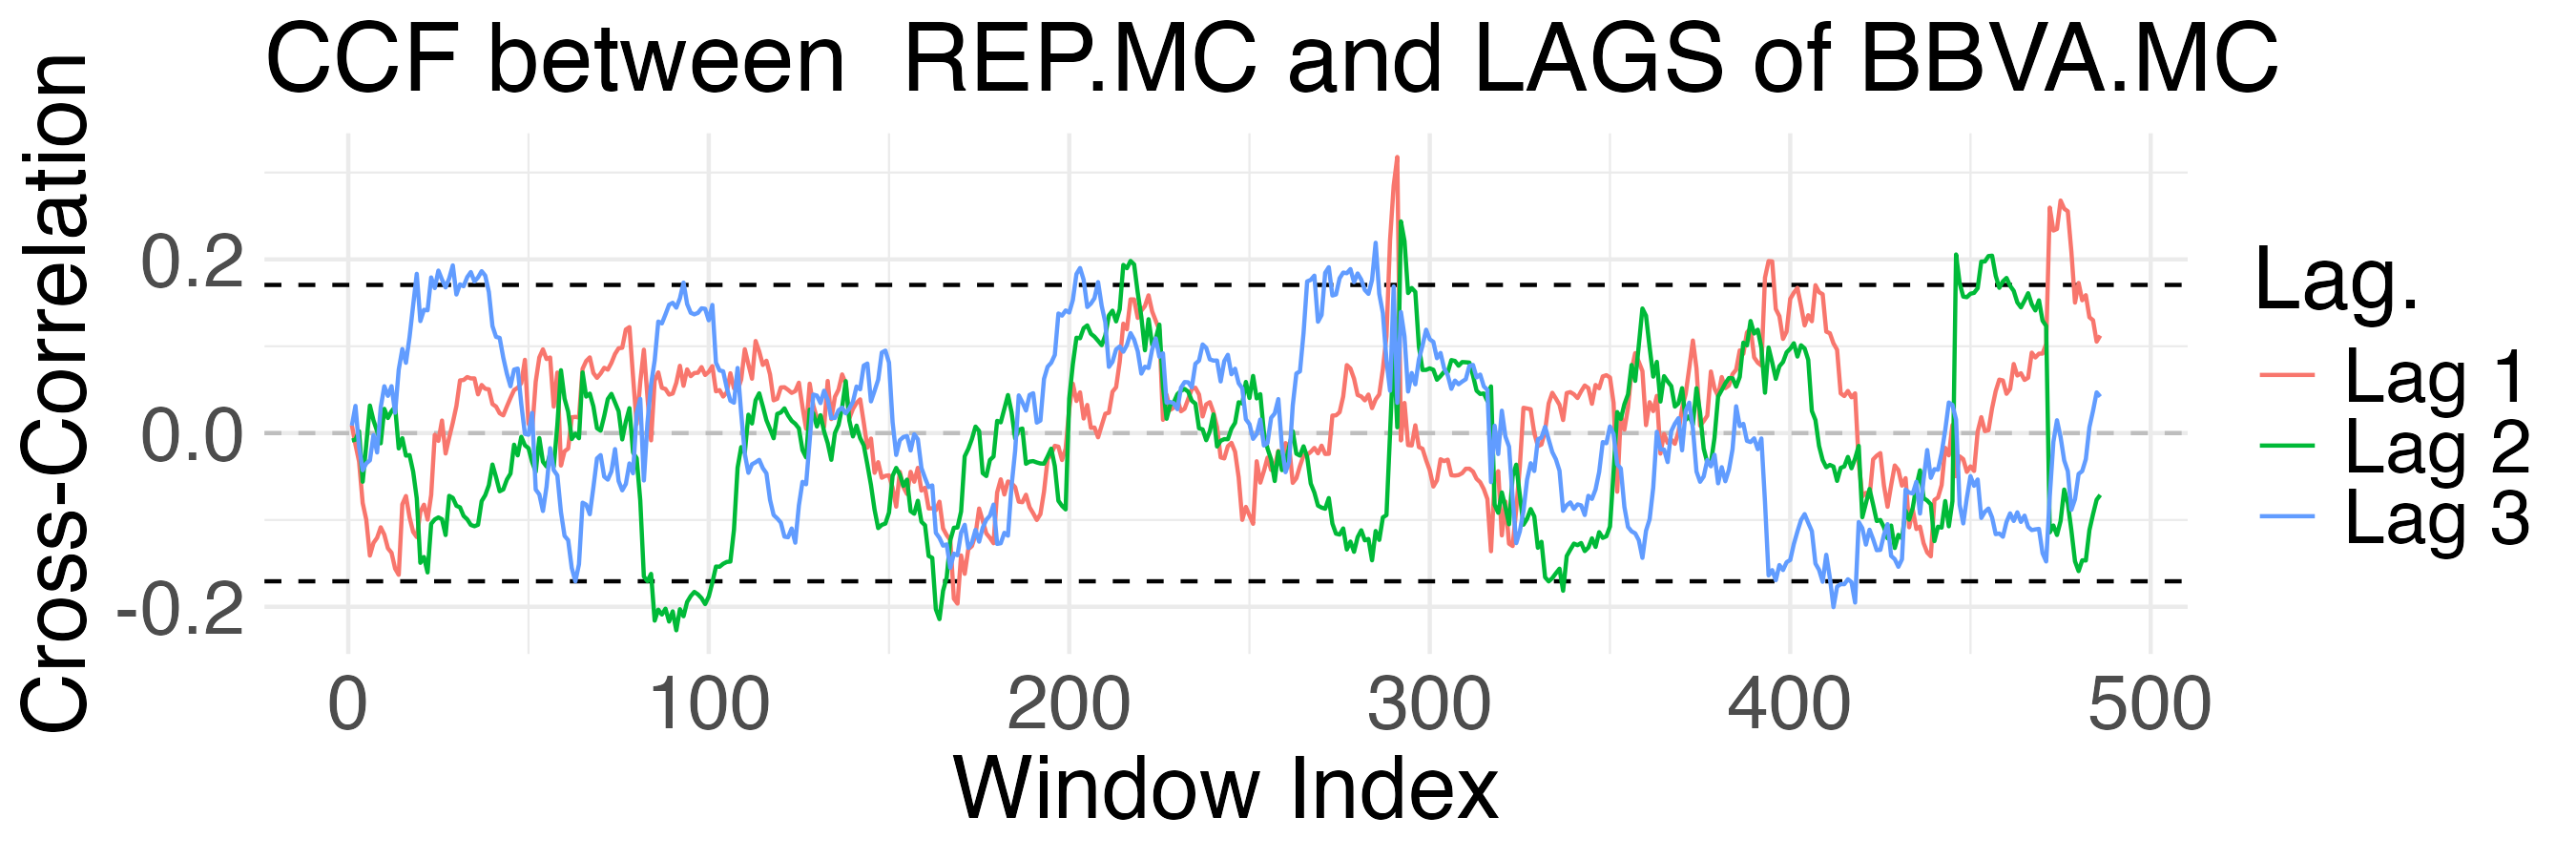 CCF between  REP.MC and LAGS of BBVA.MC
Cross-Correlation
0.2
0.0
-0.2
0
100
200
300
400
500
Window Index
Lag.
Lag 1
Lag 2
Lag 3